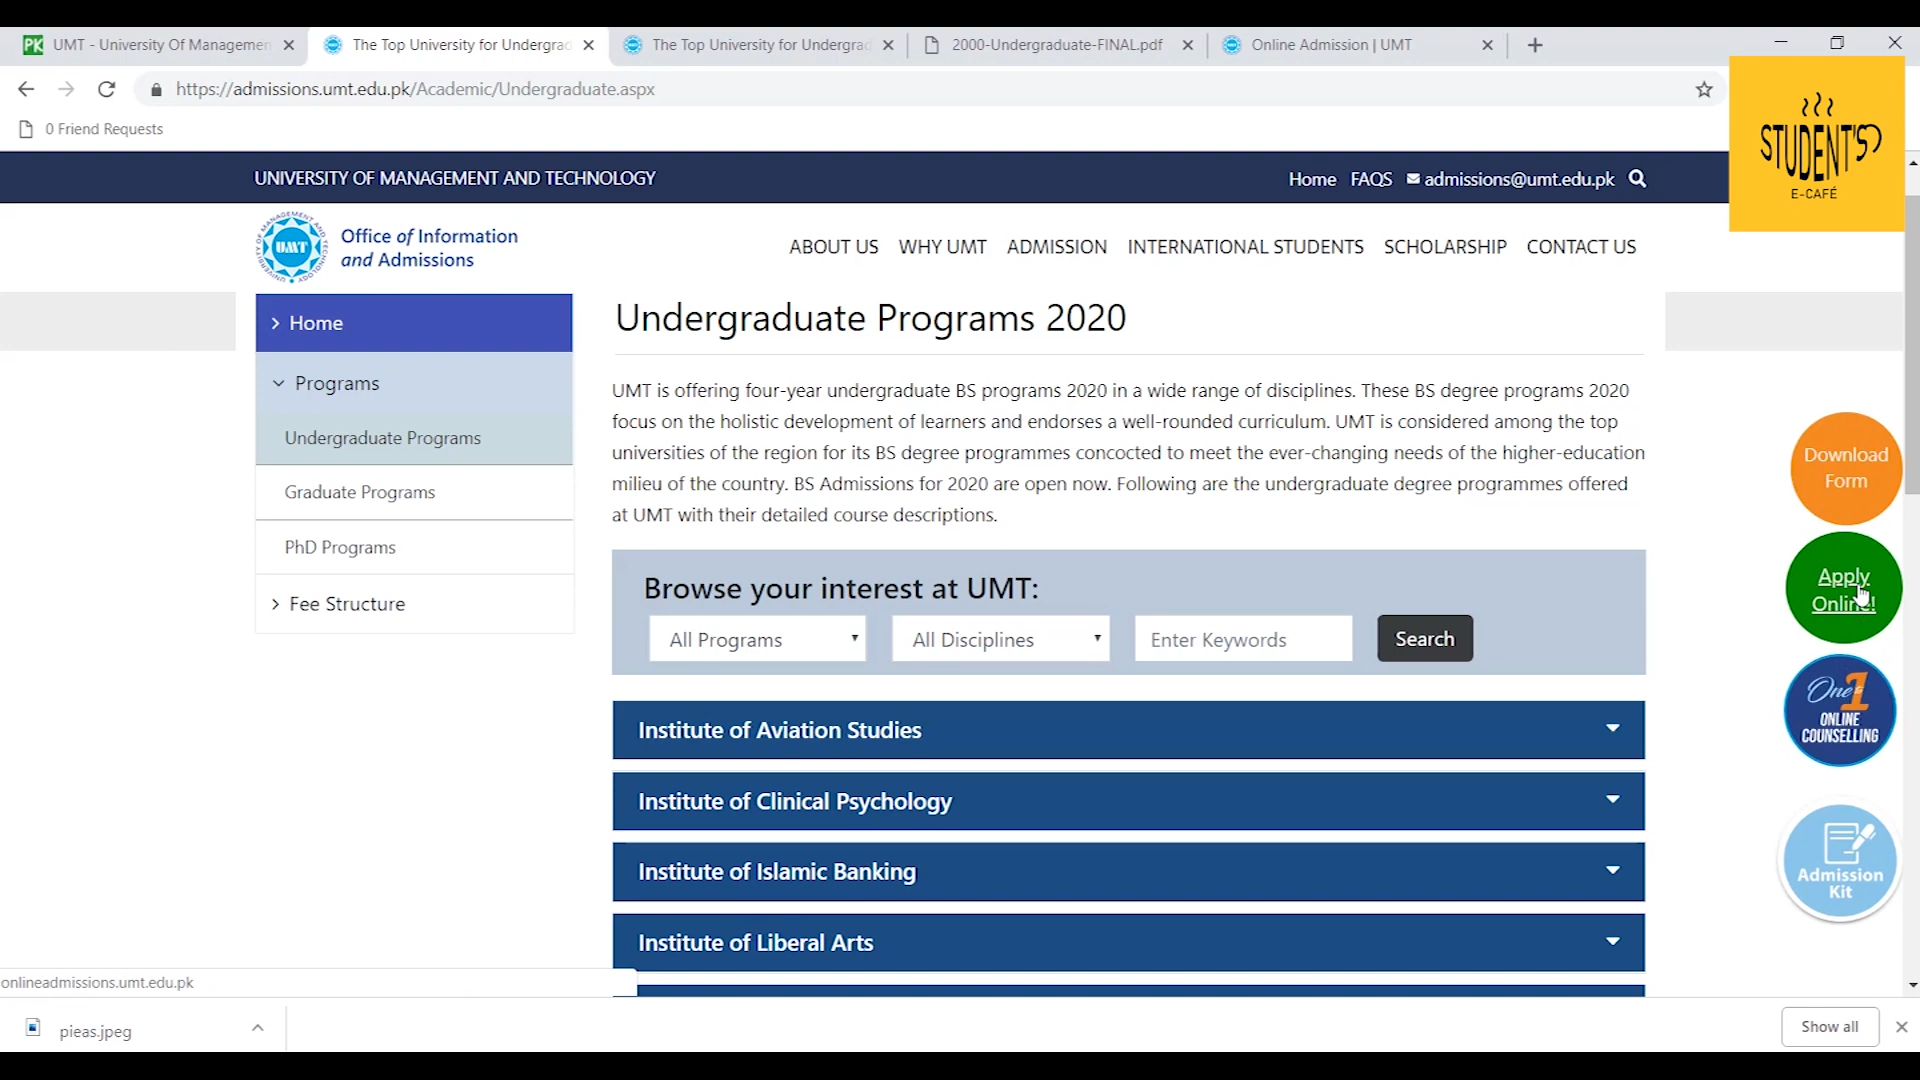 UMT - University Of Managemen
The Top University for Undergrad
The Top University for Undergrad
2000-Undergraduate-FINAL.pdf
Online Admission | UMT
https://admissions.umt.edu.pk/Academic/Undergraduate.aspx
0 Friend Requests
STUDENT'S
E-CAFÉ
UNIVERSITY OF MANAGEMENT AND TECHNOLOGY
Home FAQS admissions@umt.edu.pk
UMT
Office of Information
and Admissions
ABOUT US WHY UMT ADMISSION INTERNATIONAL STUDENTS SCHOLARSHIP CONTACT US
Home
Programs
Undergraduate Programs
Graduate Programs
PhD Programs
Fee Structure
Undergraduate Programs 2020
UMT is offering four-year undergraduate BS programs 2020 in a wide range of disciplines. These BS degree programs 2020
focus on the holistic development of learners and endorses a well-rounded curriculum. UMT is considered among the top
universities of the region for its BS degree programmes concocted to meet the ever-changing needs of the higher-education
milieu of the country. BS Admissions for 2020 are open now. Following are the undergraduate degree programmes offered
at UMT with their detailed course descriptions.
Browse your interest at UMT:
All Programs All Disciplines Enter Keywords Search
Institute of Aviation Studies
Institute of Clinical Psychology
Institute of Islamic Banking
Institute of Liberal Arts
Download
Form
Apply
Online!
One to 1
ONLINE
COUNSELLING
Admission
Kit
onlineadmissions.umt.edu.pk
pieas.jpeg
Show all